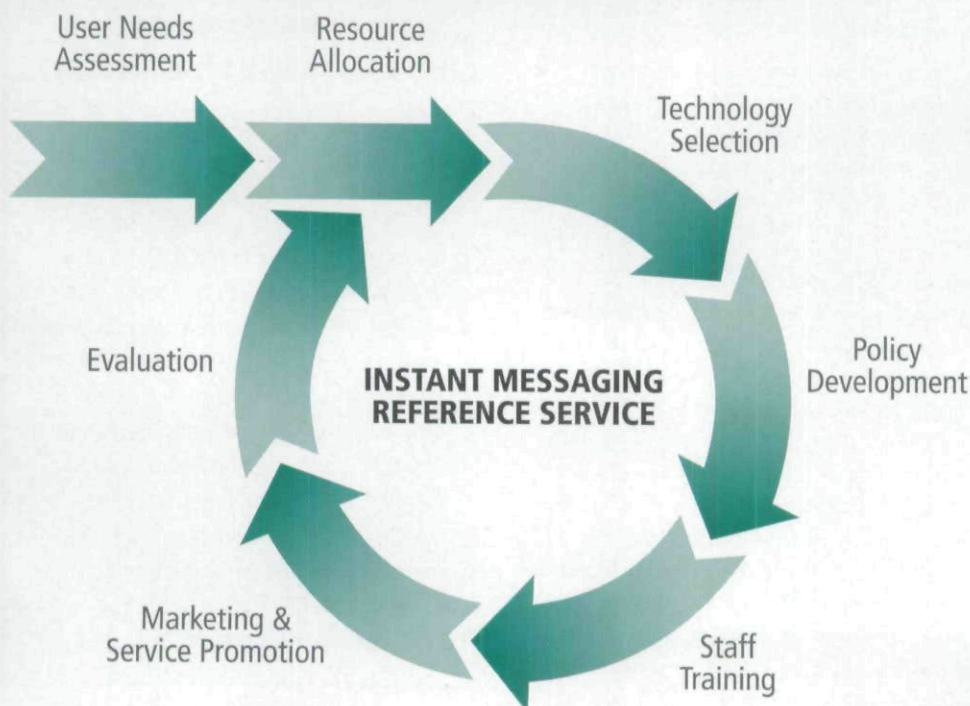 User Needs
Assessment
Resource
Allocation
Technology
Selection
Policy
Development
Staff
Training
Marketing &
Service Promotion
Evaluation
INSTANT MESSAGING
REFERENCE SERVICE